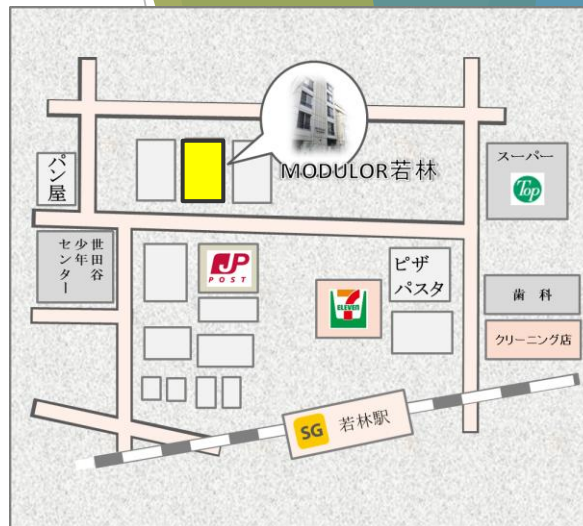 MODULOR若林
パン屋
スーパー
Top
世田谷
少年
センター
JP
POST
ピザ
パスタ
7
ELEVEN
歯科
クリーニング店
SG
若林駅